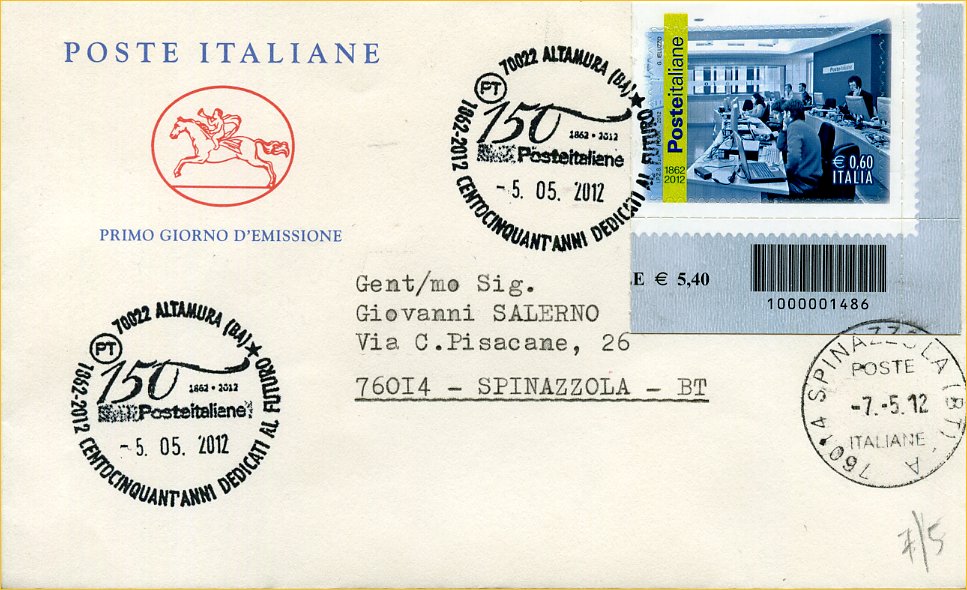 POSTE ITALIANE
PRIMO GIORNO D'EMISSIONE
70022 ALTAMURA (BA) ★
PT
150
1862 • 2012
Posteitaliane
- 5. 05. 2012
1862-2012 CENTOCINQUANT'ANNI DEDICATI AL FUTURO
Posteitaliane
1862
2012
Posteitaliane
€ 0,60
ITALIA
LE € 5,40
1000001486
Gent/mo Sig.
Giovanni SALERNO
Via C.Pisacane, 26
76014 - SPINAZZOLA - BT
70022 ALTAMURA (BA) ★
PT
150
1862 • 2012
Posteitaliane
- 5. 05. 2012
1862-2012 CENTOCINQUANT'ANNI DEDICATI AL FUTURO
76014 SPINAZZOLA (BT) A
POSTE
-7.-5.12
ITALIANE
7/5